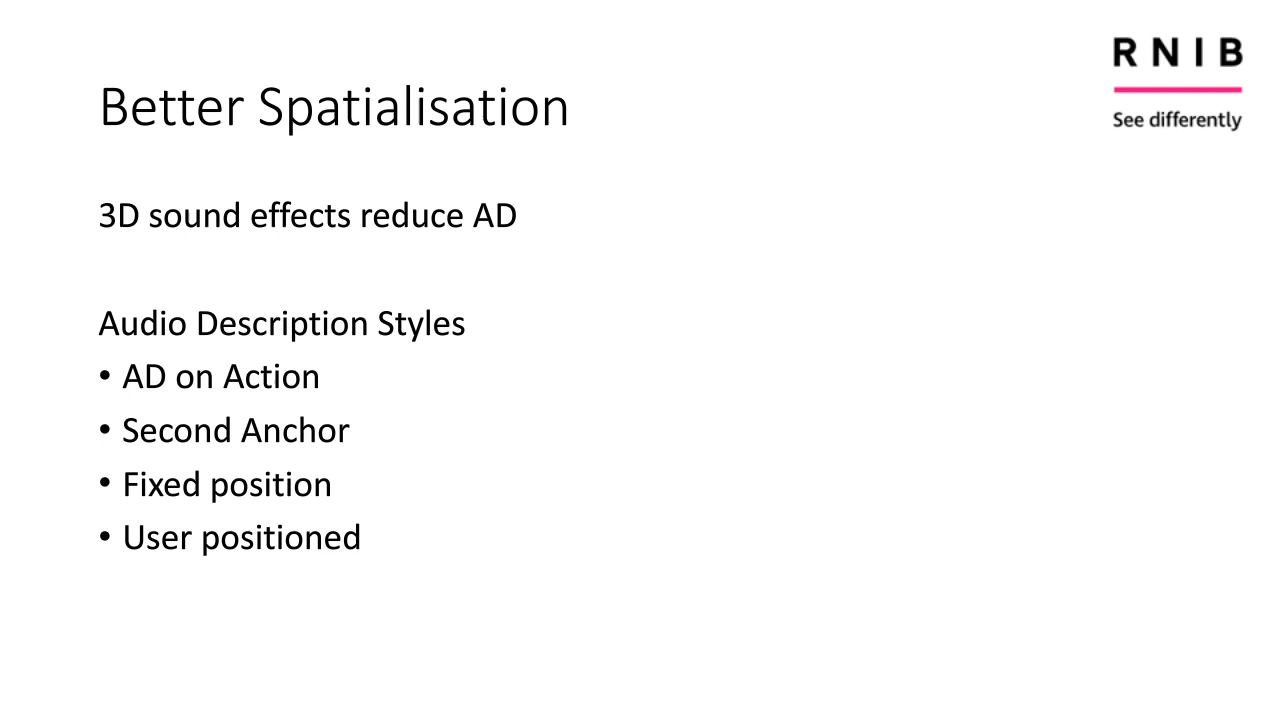 RNIB
See differently
Better Spatialisation
3D sound effects reduce AD
Audio Description Styles
• AD on Action
• Second Anchor
• Fixed position
• User positioned